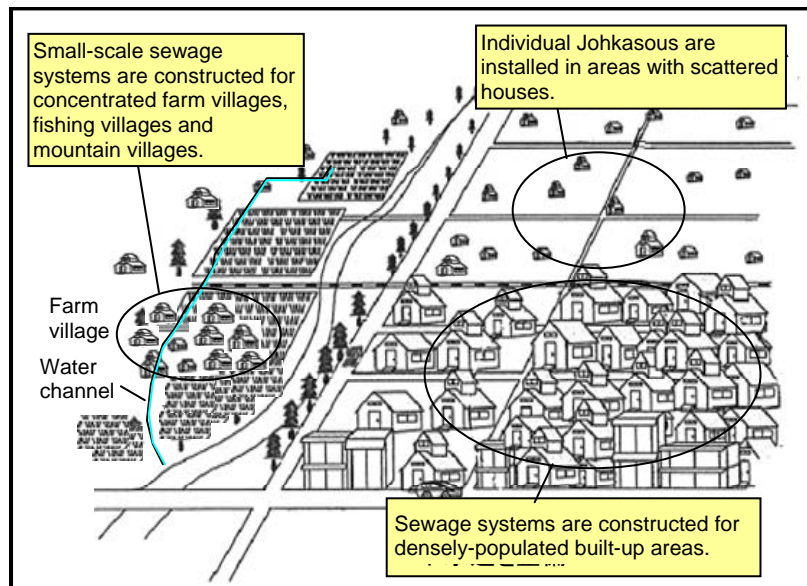 Small-scale sewage
systems are constructed for
concentrated farm villages,
fishing villages and
mountain villages.
Individual Johkasous are
installed in areas with scattered
houses.
Farm
village
Water
channel
Sewage systems are constructed for
densely-populated built-up areas.